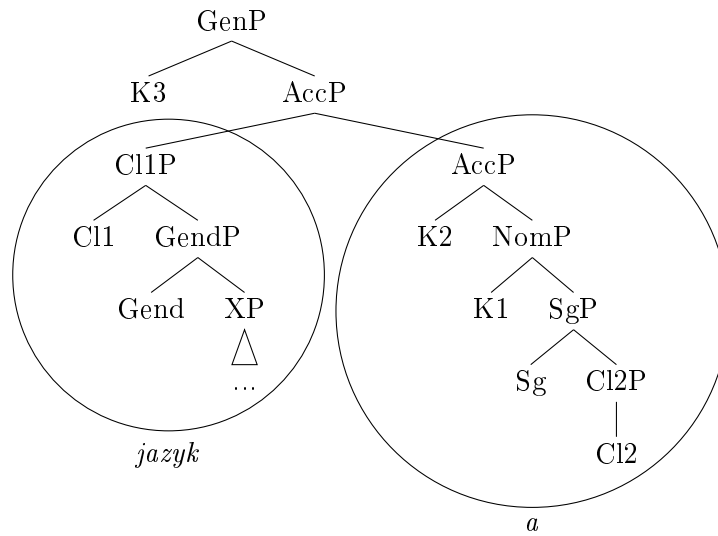 GenP
K3 AccP
Cl1P AccP
Cl1 GendP K2 NomP
Gend XP K1 SgP
... Sg Cl2P
jazyk Cl2
a